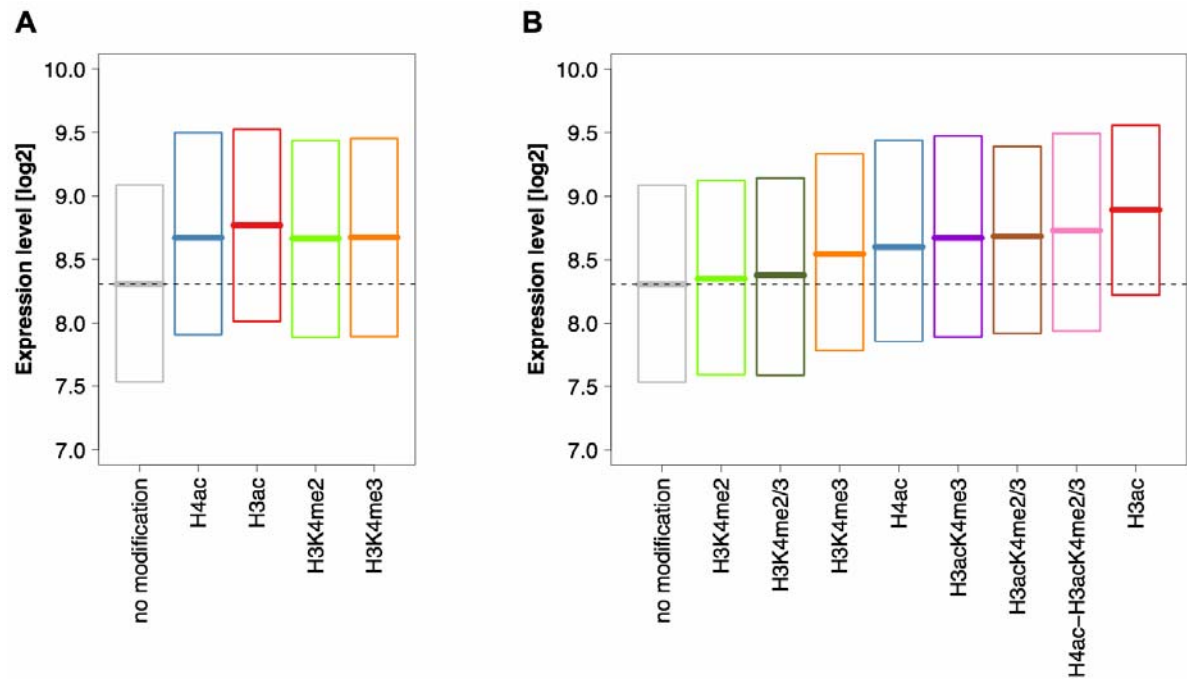 A
Expression level [log2]
10.0
9.5
9.0
8.5
8.0
7.5
7.0
no modification
H4ac
H3ac
H3K4me2
H3K4me3
B
Expression level [log2]
10.0
9.5
9.0
8.5
8.0
7.5
7.0
no modification
H3K4me2
H3K4me2/3
H3K4me3
H4ac
H3acK4me3
H3acK4me2/3
H4ac−H3acK4me2/3
H3ac